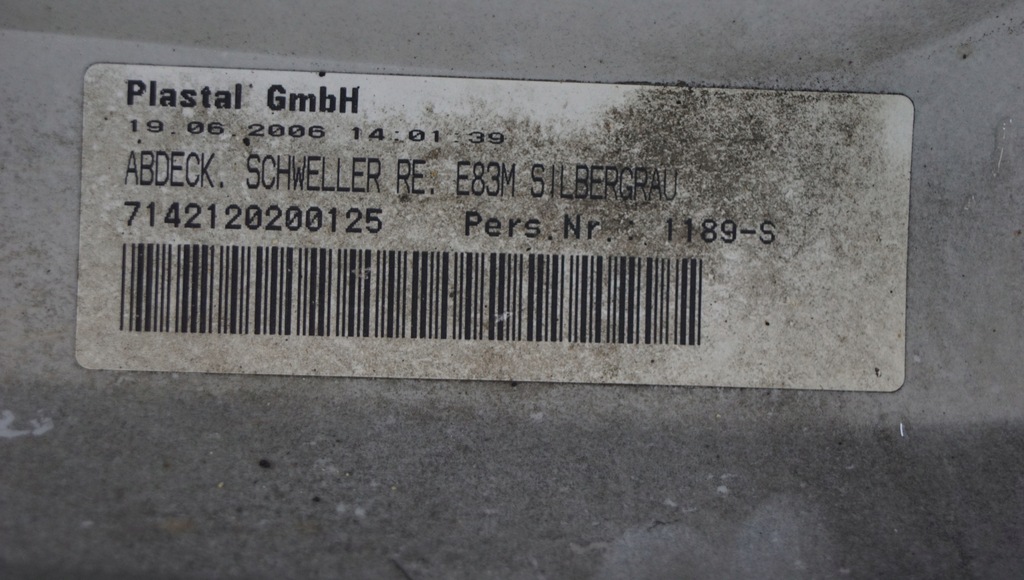 Plastal GmbH
19.06.2006 14:01:39
ABDECK. SCHWELLER RE. E83M SILBERGRAU
7142120200125 Pers.Nr : 1189-S